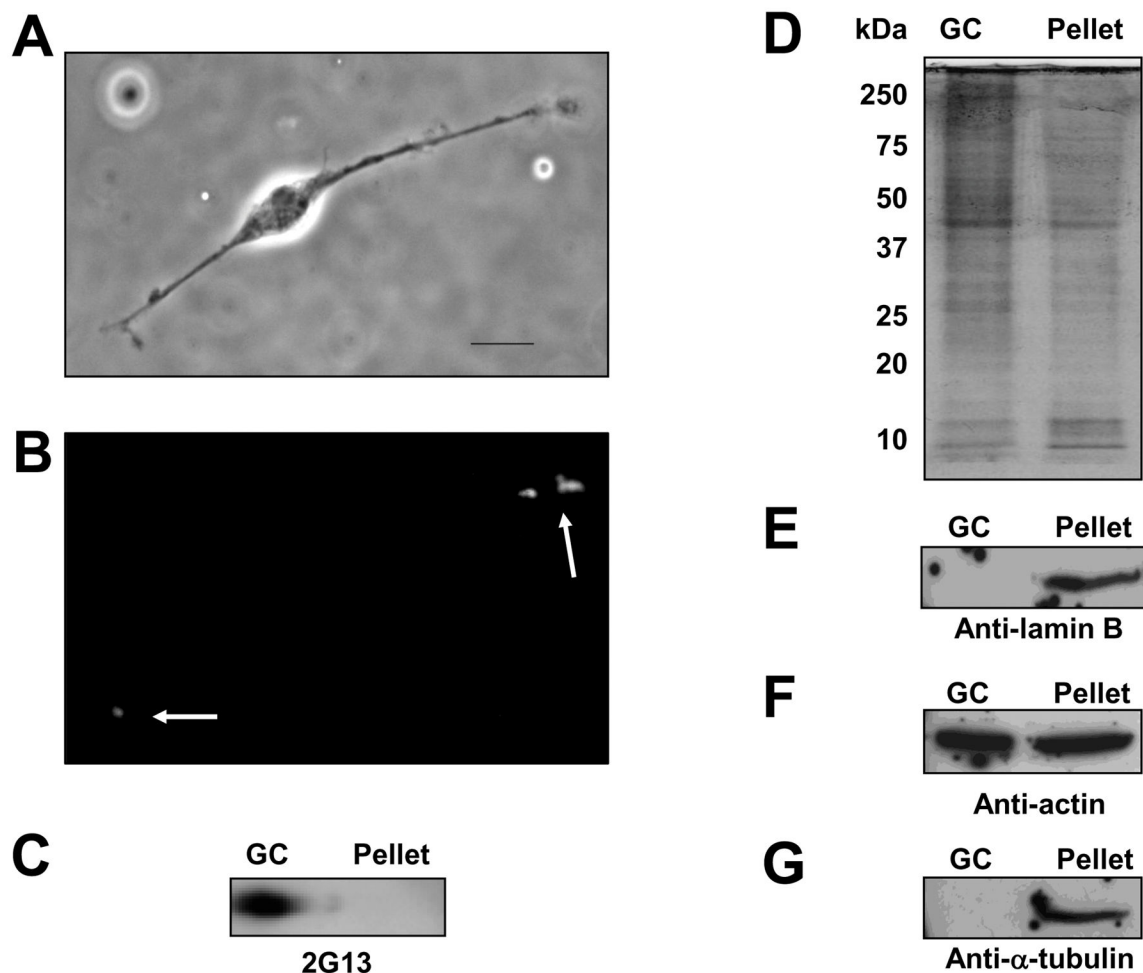 A
B
C
GC Pellet
2G13
D
kDa GC Pellet
250
75
50
37
25
20
10
E
GC Pellet
Anti-lamin B
F
GC Pellet
Anti-actin
G
GC Pellet
Anti-α-tubulin